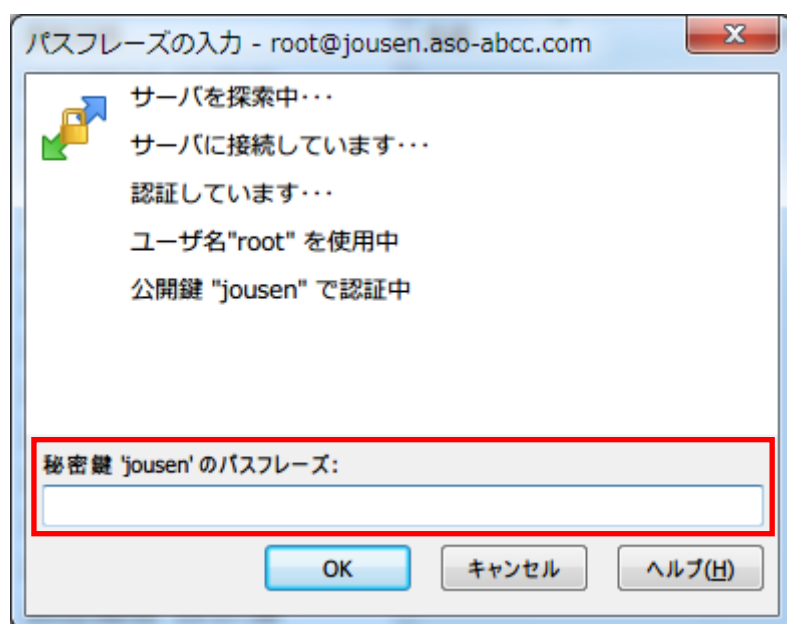 パスフレーズの入力 - root@jousen.aso-abcc.com
サーバを探索中・・・
サーバに接続しています・・・
認証しています・・・
ユーザ名"root" を使用中
公開鍵 "jousen" で認証中
秘密鍵 'jousen' のパスフレーズ:
OK
キャンセル
ヘルプ(H)